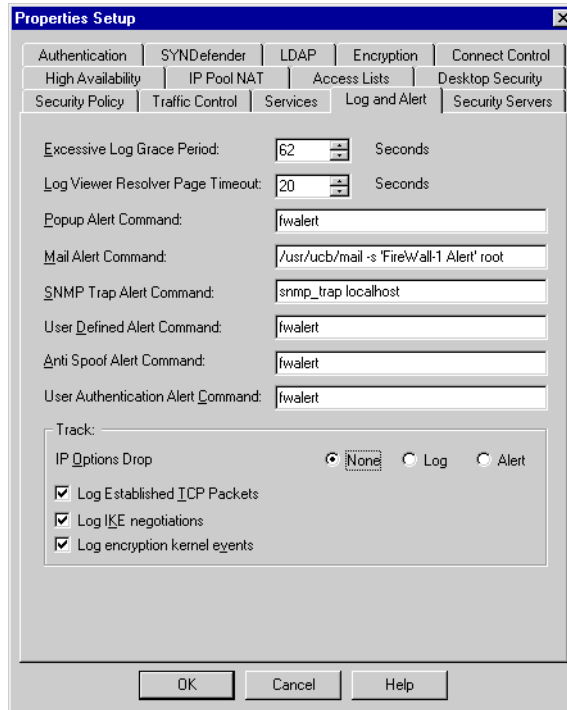 Properties Setup
Authentication SYNDefender LDAP Encryption Connect Control
High Availability IP Pool NAT Access Lists Desktop Security
Security Policy Traffic Control Services Log and Alert Security Servers
Excessive Log Grace Period: 62 Seconds
Log Viewer Resolver Page Timeout: 20 Seconds
Popup Alert Command: fwalert
Mail Alert Command: /usr/ucb/mail -s 'FireWall-1 Alert' root
SNMP Trap Alert Command: snmp_trap localhost
User Defined Alert Command: fwalert
Anti Spoof Alert Command: fwalert
User Authentication Alert Command: fwalert
Track:
IP Options Drop None Log Alert
Log Established TCP Packets
Log IKE negotiations
Log encryption kernel events
OK Cancel Help